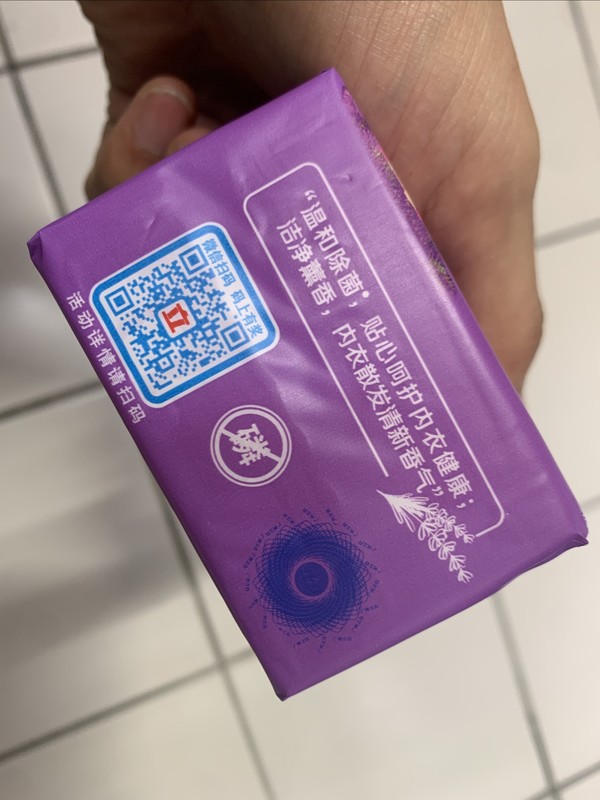 “温和除菌*，贴心呵护内衣健康；
洁净薰香，内衣散发清新香气”
微信扫码 码上有奖
立
活动详情请扫码
磷